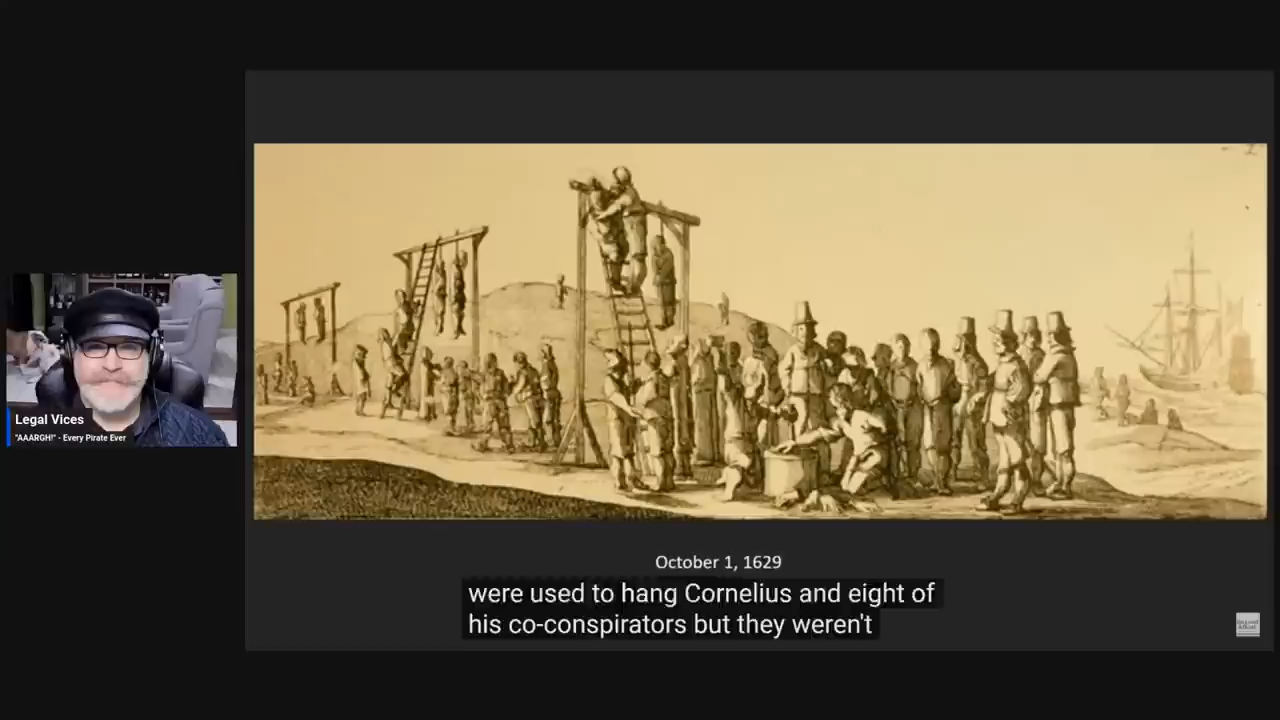 Legal Vices
"AAARGH!" - Every Pirate Ever
October 1, 1629
were used to hang Cornelius and eight of
his co-conspirators but they weren't